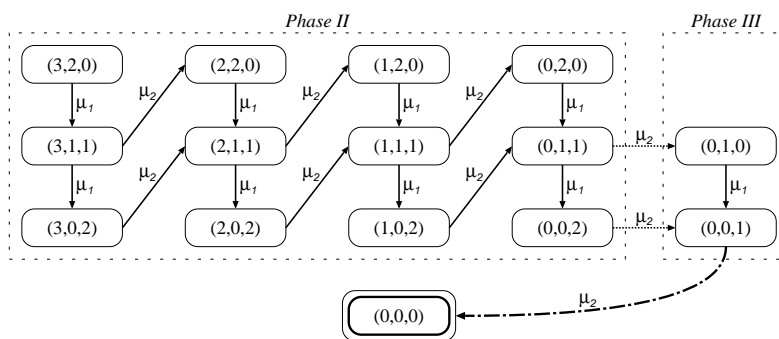 Phase II Phase III
(3,2,0) (2,2,0) (1,2,0) (0,2,0)
μ1 μ2 μ1 μ2 μ1 μ2 μ1
(3,1,1) (2,1,1) (1,1,1) (0,1,1) μ2 (0,1,0)
μ1 μ2 μ1 μ2 μ1 μ2 μ1 μ1
(3,0,2) (2,0,2) (1,0,2) (0,0,2) μ2 (0,0,1)
μ2
(0,0,0)